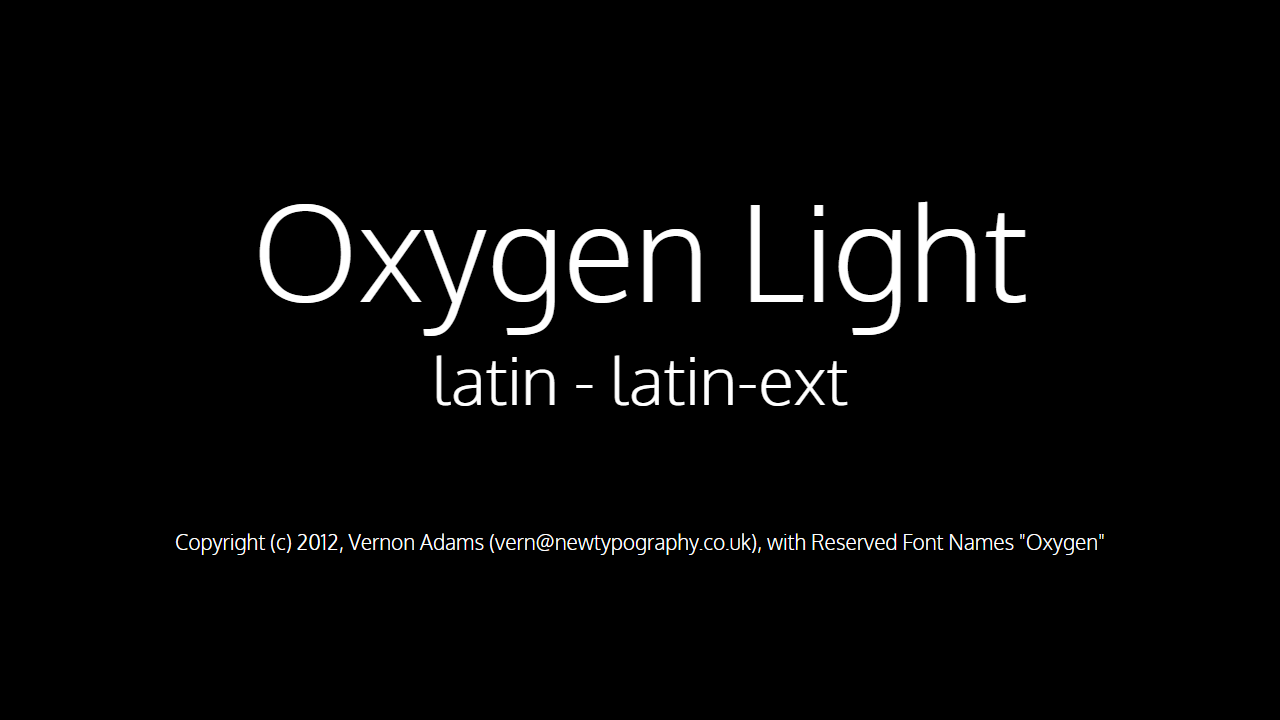 Oxygen Light
latin - latin-ext
Copyright (c) 2012, Vernon Adams (vern@newtypography.co.uk), with Reserved Font Names "Oxygen"